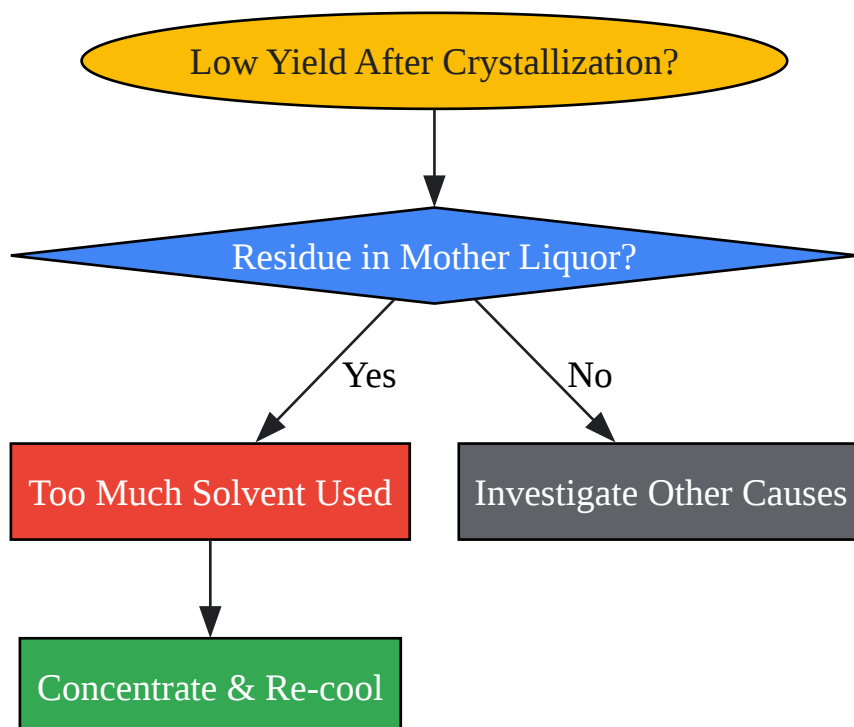 Low Yield After Crystallization?
Residue in Mother Liquor?
Yes
No
Too Much Solvent Used
Investigate Other Causes
Concentrate & Re-cool